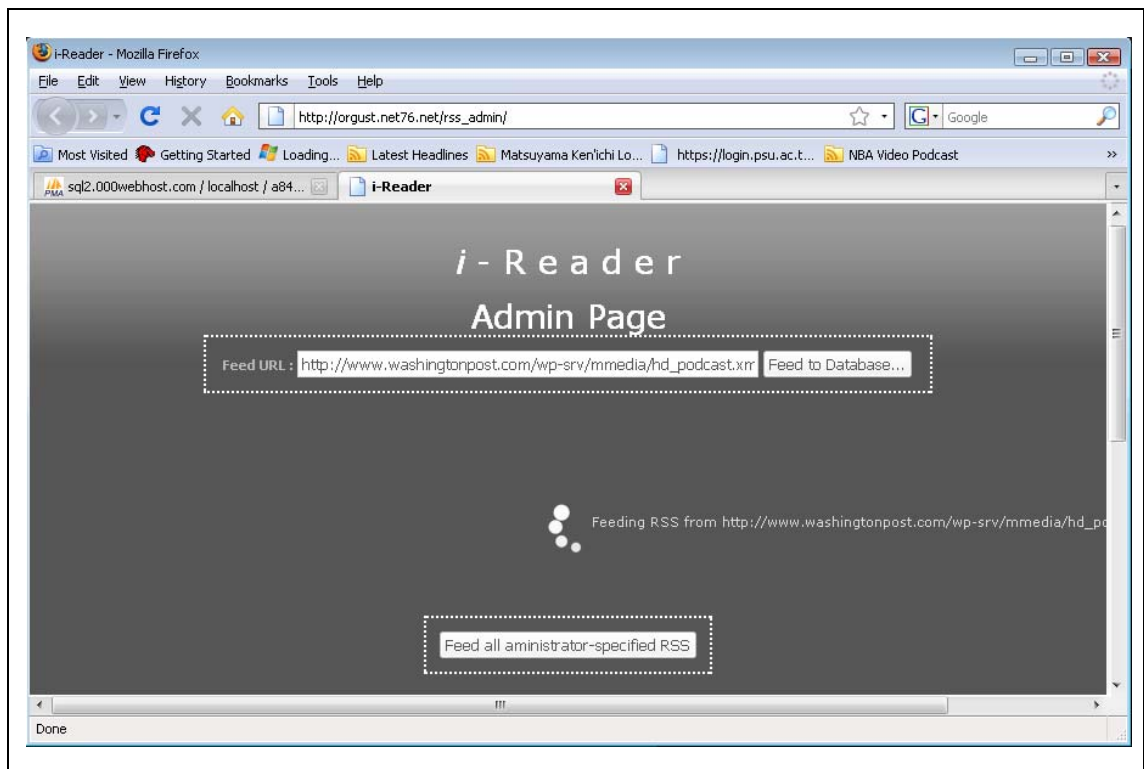 i-Reader - Mozilla Firefox
File Edit View History Bookmarks Tools Help
http://orgust.net76.net/rss_admin/
G Google
Most Visited Getting Started Loading... Latest Headlines Matsuyama Ken'ichi Lo... https://login.psu.ac.t... NBA Video Podcast »
PMA sql2.000webhost.com / localhost / a84... i-Reader
i-Reader
Admin Page
Feed URL : http://www.washingtonpost.com/wp-srv/mmedia/hd_podcast.xm Feed to Database...
Feeding RSS from http://www.washingtonpost.com/wp-srv/mmedia/hd_po
Feed all aministrator-specified RSS
Done